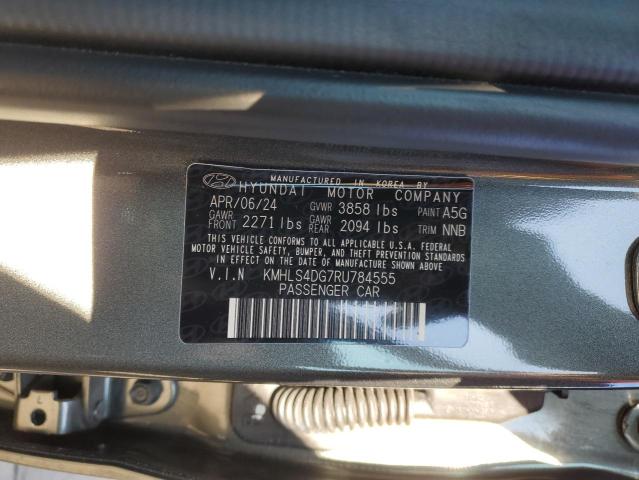 MANUFACTURED IN KOREA BY
HYUNDAI MOTOR COMPANY
APR/06/24 GVWR 3858 lbs PAINT A5G
GAWR FRONT 2271 lbs GAWR REAR 2094 lbs TRIM NNB
THIS VEHICLE CONFORMS TO ALL APPLICABLE U.S.A. FEDERAL
MOTOR VEHICLE SAFETY, BUMPER, AND THEFT PREVENTION
STANDARDS IN EFFECT ON THE DATE OF MANUFACTURE SHOWN ABOVE.
V.I.N KMHLS4DG7RU784555
PASSENGER CAR
L